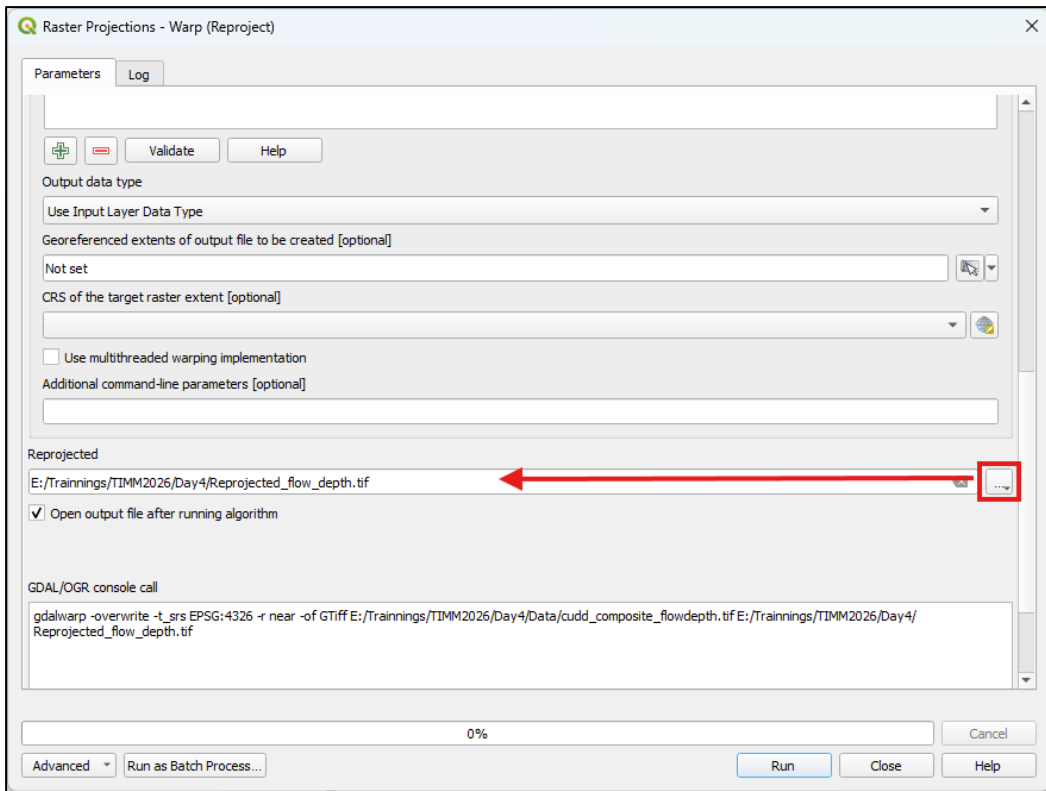 Raster Projections - Warp (Reproject)
Parameters Log
Validate Help
Output data type
Use Input Layer Data Type
Georeferenced extents of output file to be created [optional]
Not set
CRS of the target raster extent [optional]
Use multithreaded warping implementation
Additional command-line parameters [optional]
Reprojected
E:/Trainnings/TIMM2026/Day4/Reprojected_flow_depth.tif ...
Open output file after running algorithm
GDAL/OGR console call
gdalwarp -overwrite -t_srs EPSG:4326 -r near -of GTiff E:/Trainnings/TIMM2026/Day4/Data/cudd_composite_flowdepth.tif E:/Trainnings/TIMM2026/Day4/
Reprojected_flow_depth.tif
0% Cancel
Advanced Run as Batch Process... Run Close Help